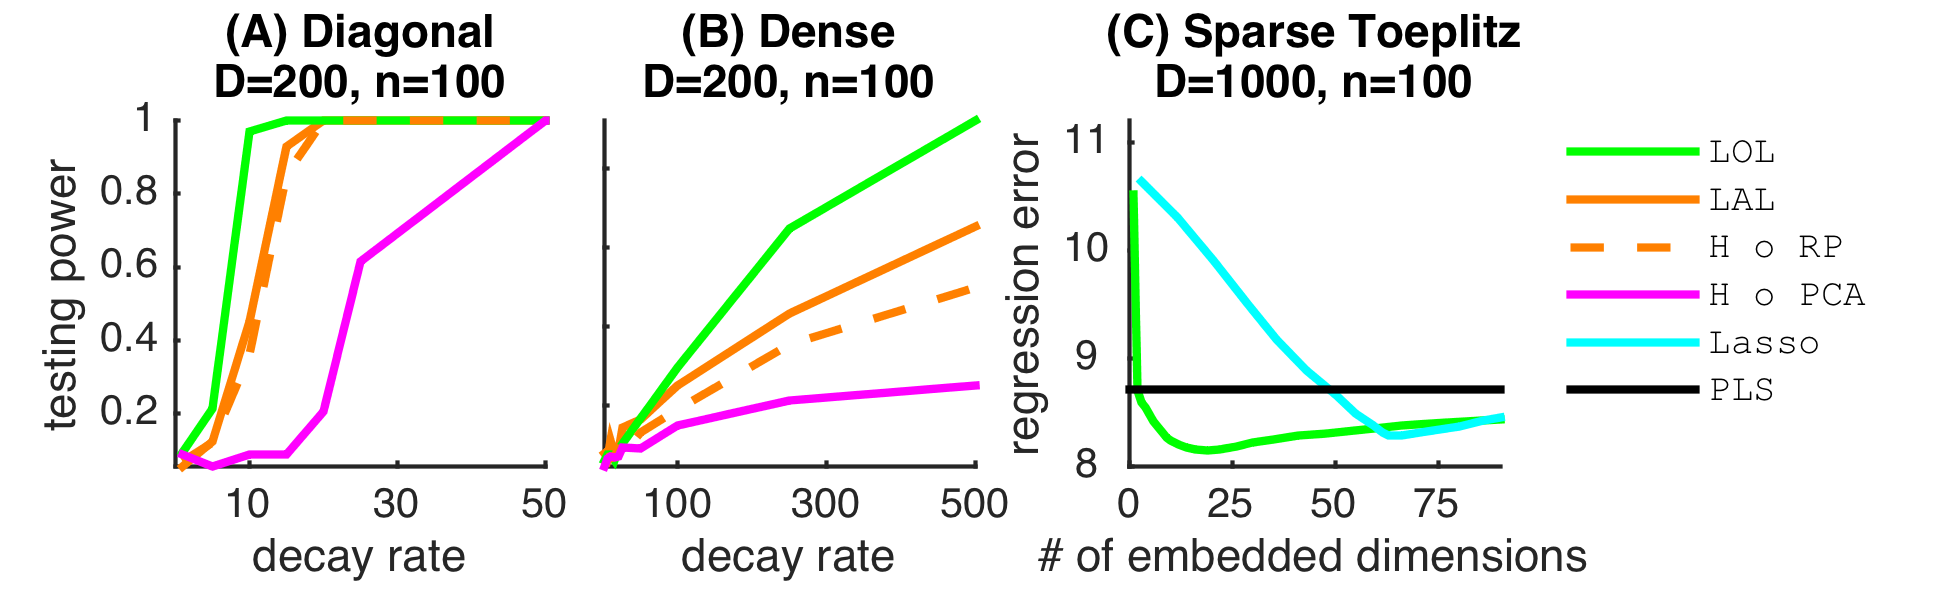 (A) Diagonal
D=200, n=100
(B) Dense
D=200, n=100
(C) Sparse Toeplitz
D=1000, n=100
testing power
1
0.8
0.6
0.4
0.2
10
30
50
decay rate
100
300
500
decay rate
regression error
11
10
9
8
0
25
50
75
# of embedded dimensions
LOL
LAL
H o RP
H o PCA
Lasso
PLS